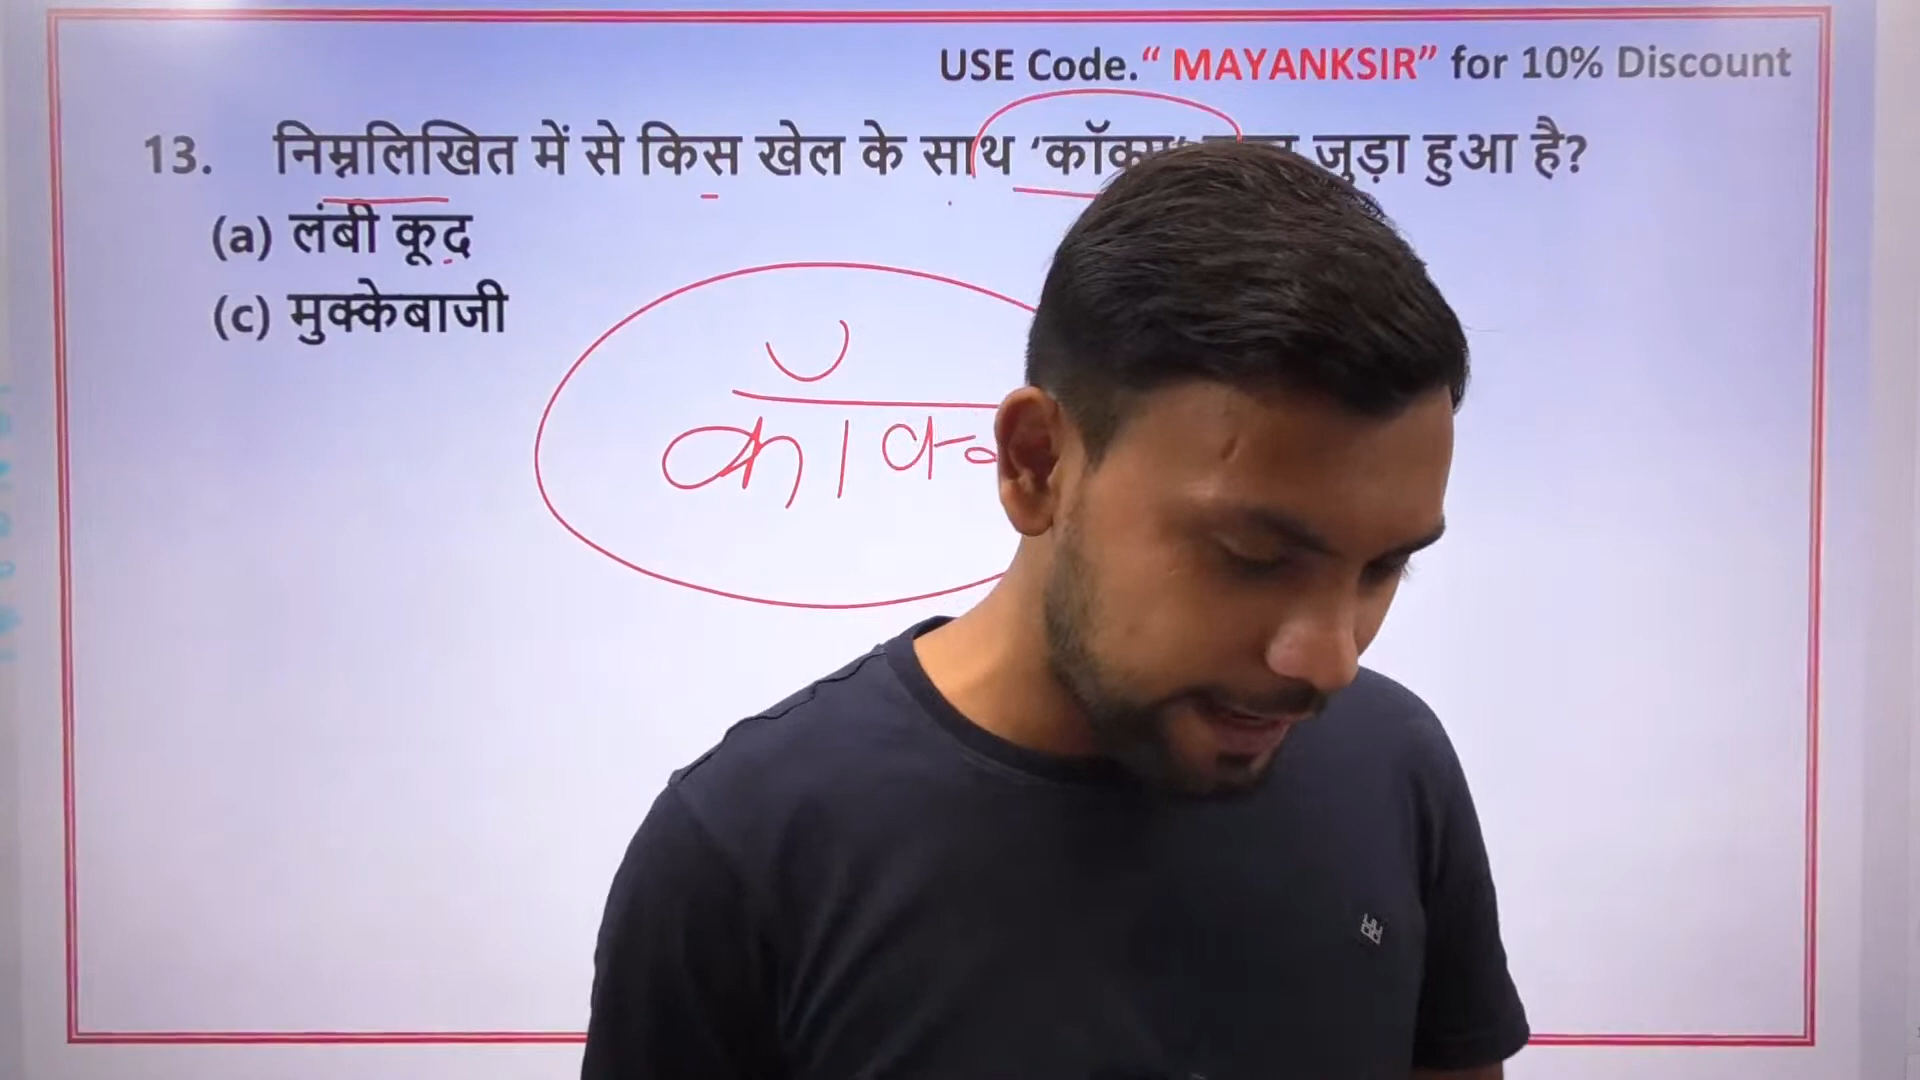 USE Code.“ MAYANKSIR” for 10% Discount
13. निम्नलिखित में से किस खेल के साथ जुड़ा हुआ है?
(a) लंबी कूद
(c) मुक्केबाजी